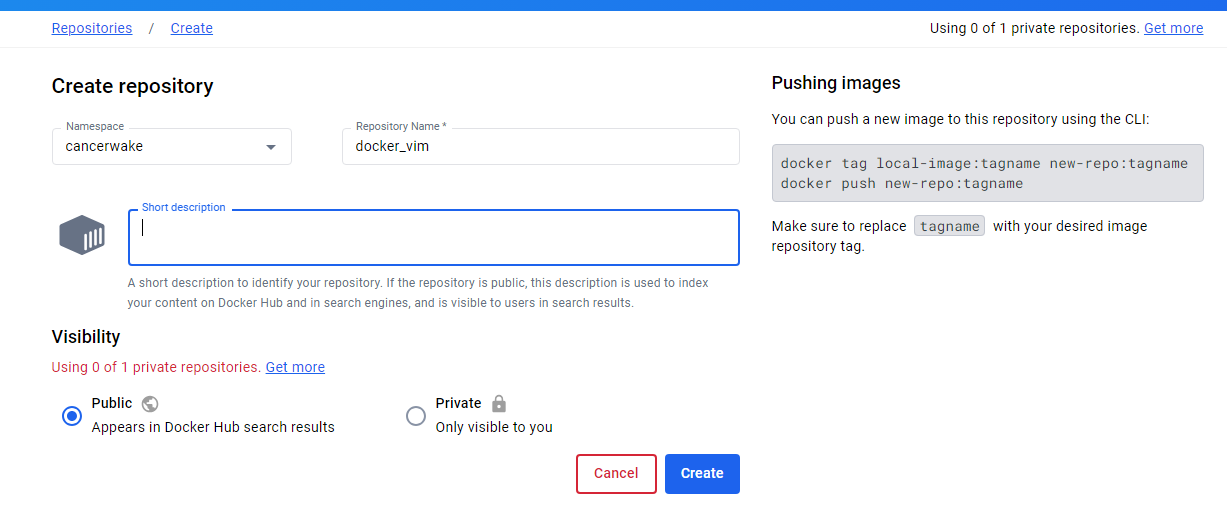 Repositories / Create
Using 0 of 1 private repositories. Get more
Create repository
Namespace
cancerwake
Repository Name *
docker_vim
Short description
A short description to identify your repository. If the repository is public, this description is used to index
your content on Docker Hub and in search engines, and is visible to users in search results.
Visibility
Using 0 of 1 private repositories. Get more
Public
Appears in Docker Hub search results
Private
Only visible to you
Cancel
Create
Pushing images
You can push a new image to this repository using the CLI:
docker tag local-image:tagname new-repo:tagname
docker push new-repo:tagname
Make sure to replace tagname with your desired image
repository tag.